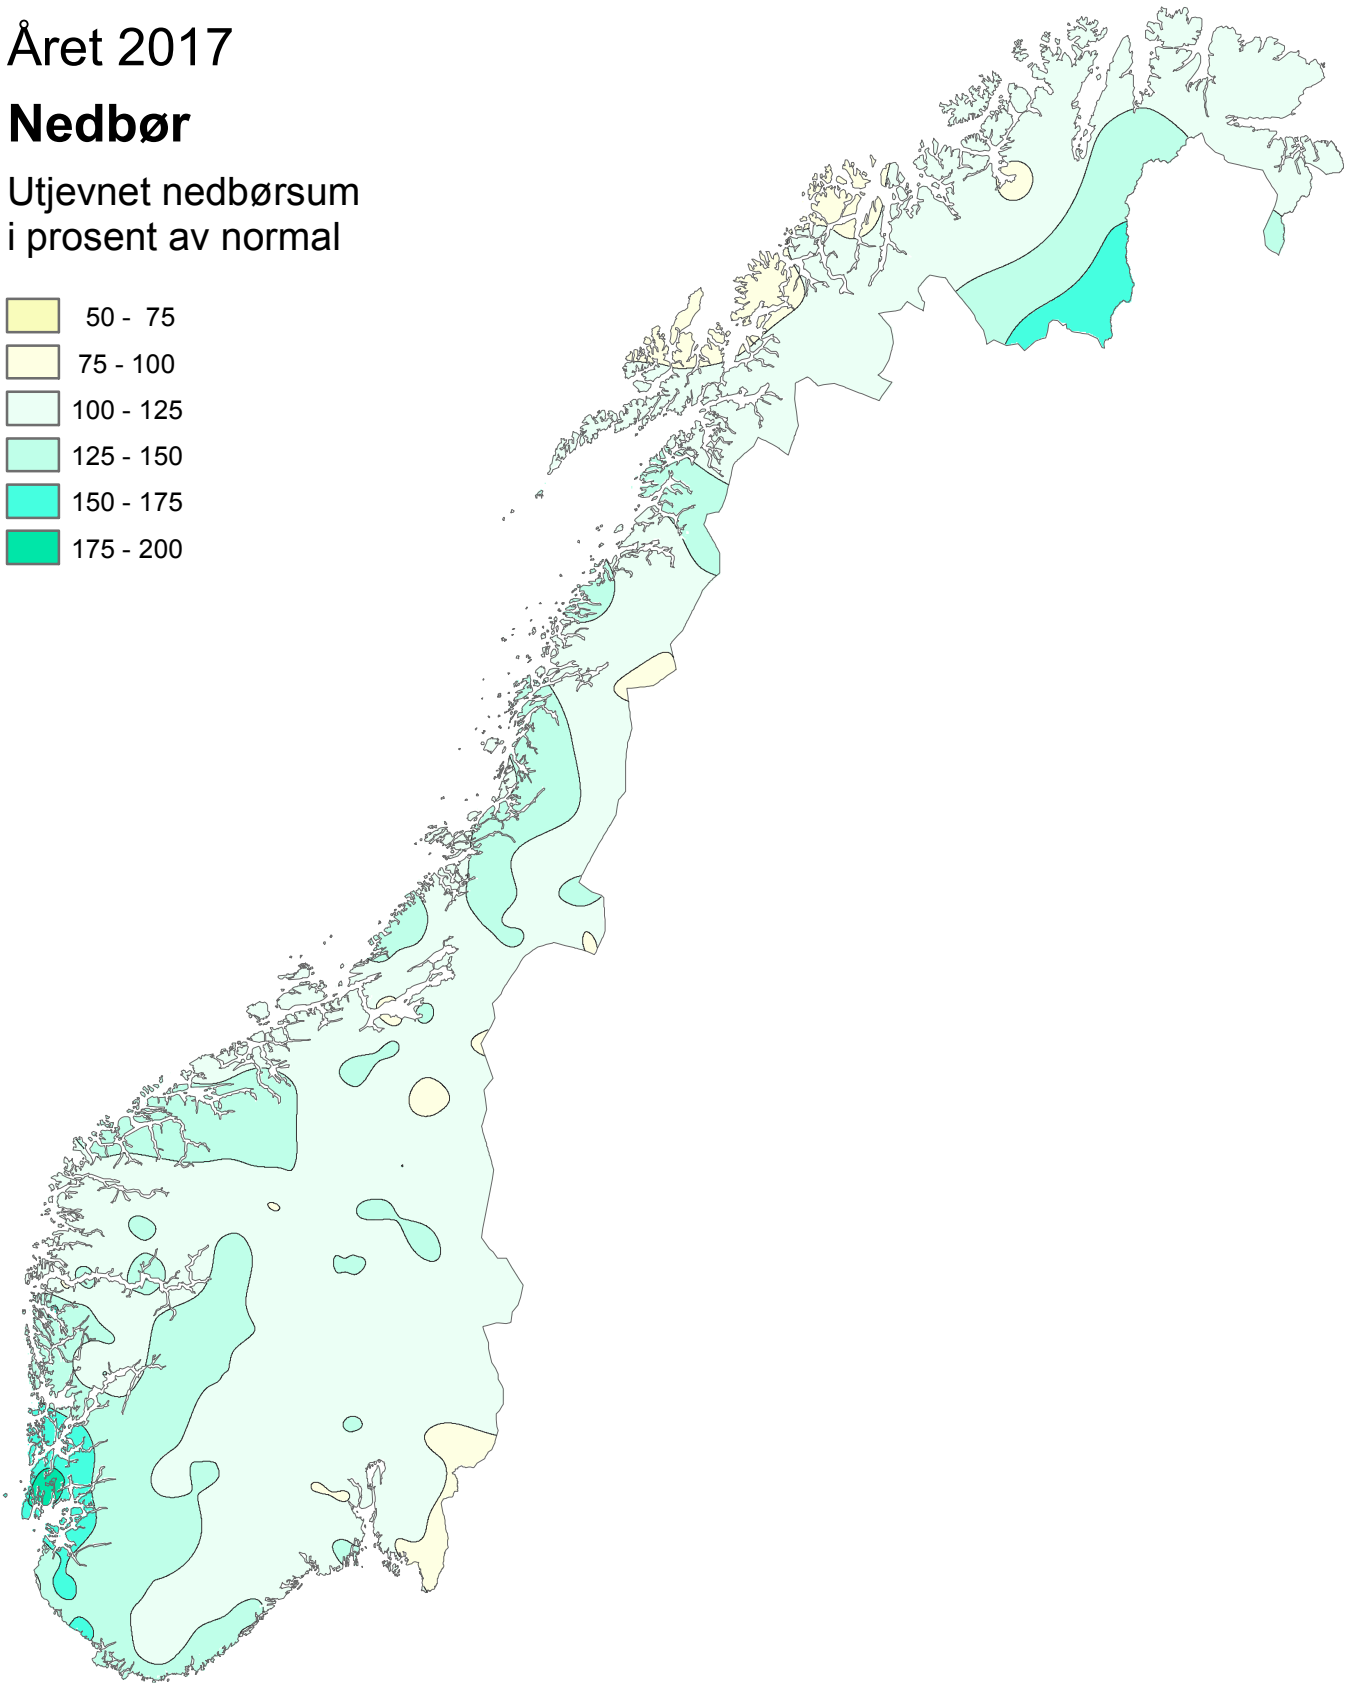 Året 2017
Nedbør
Utjevnet nedbørsum
i prosent av normal
50 - 75
75 - 100
100 - 125
125 - 150
150 - 175
175 - 200